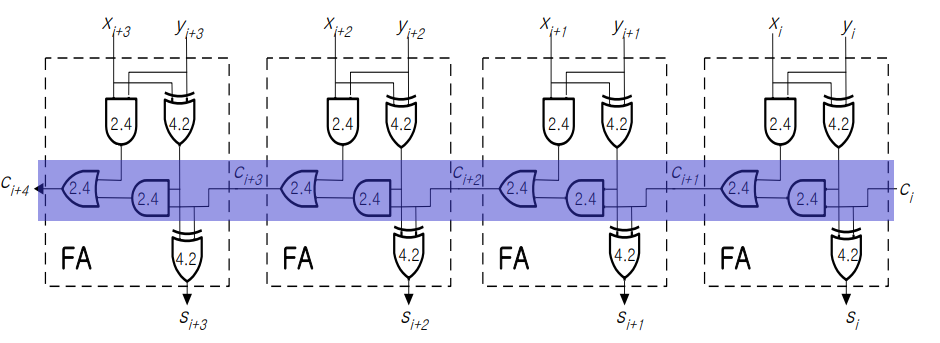 x_{i+3} y_{i+3} x_{i+2} y_{i+2} x_{i+1} y_{i+1} x_i y_i
2.4 4.2 2.4 4.2 2.4 4.2 2.4 4.2
c_{i+4} 2.4 2.4 c_{i+3} 2.4 2.4 c_{i+2} 2.4 2.4 c_{i+1} 2.4 2.4 c_i
FA 4.2 FA 4.2 FA 4.2 FA 4.2
s_{i+3} s_{i+2} s_{i+1} s_i